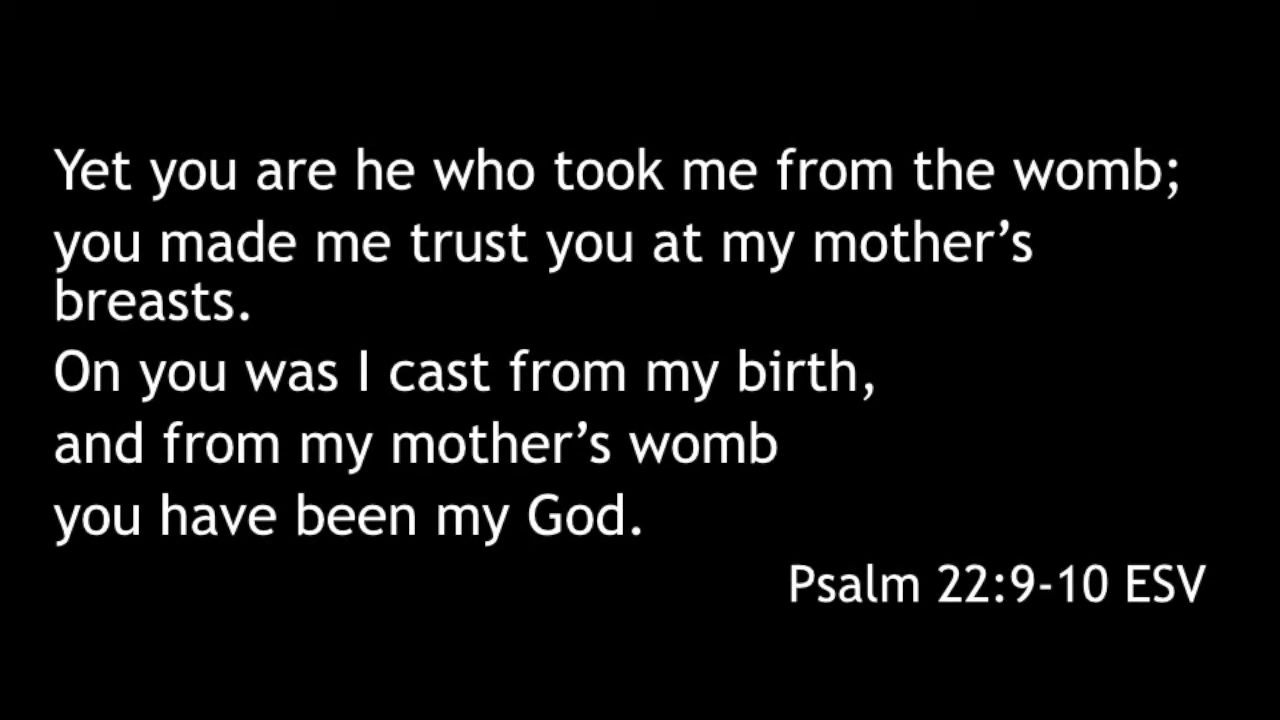 Yet you are he who took me from the womb;
you made me trust you at my mother’s
breasts.
On you was I cast from my birth,
and from my mother’s womb
you have been my God.
Psalm 22:9-10 ESV